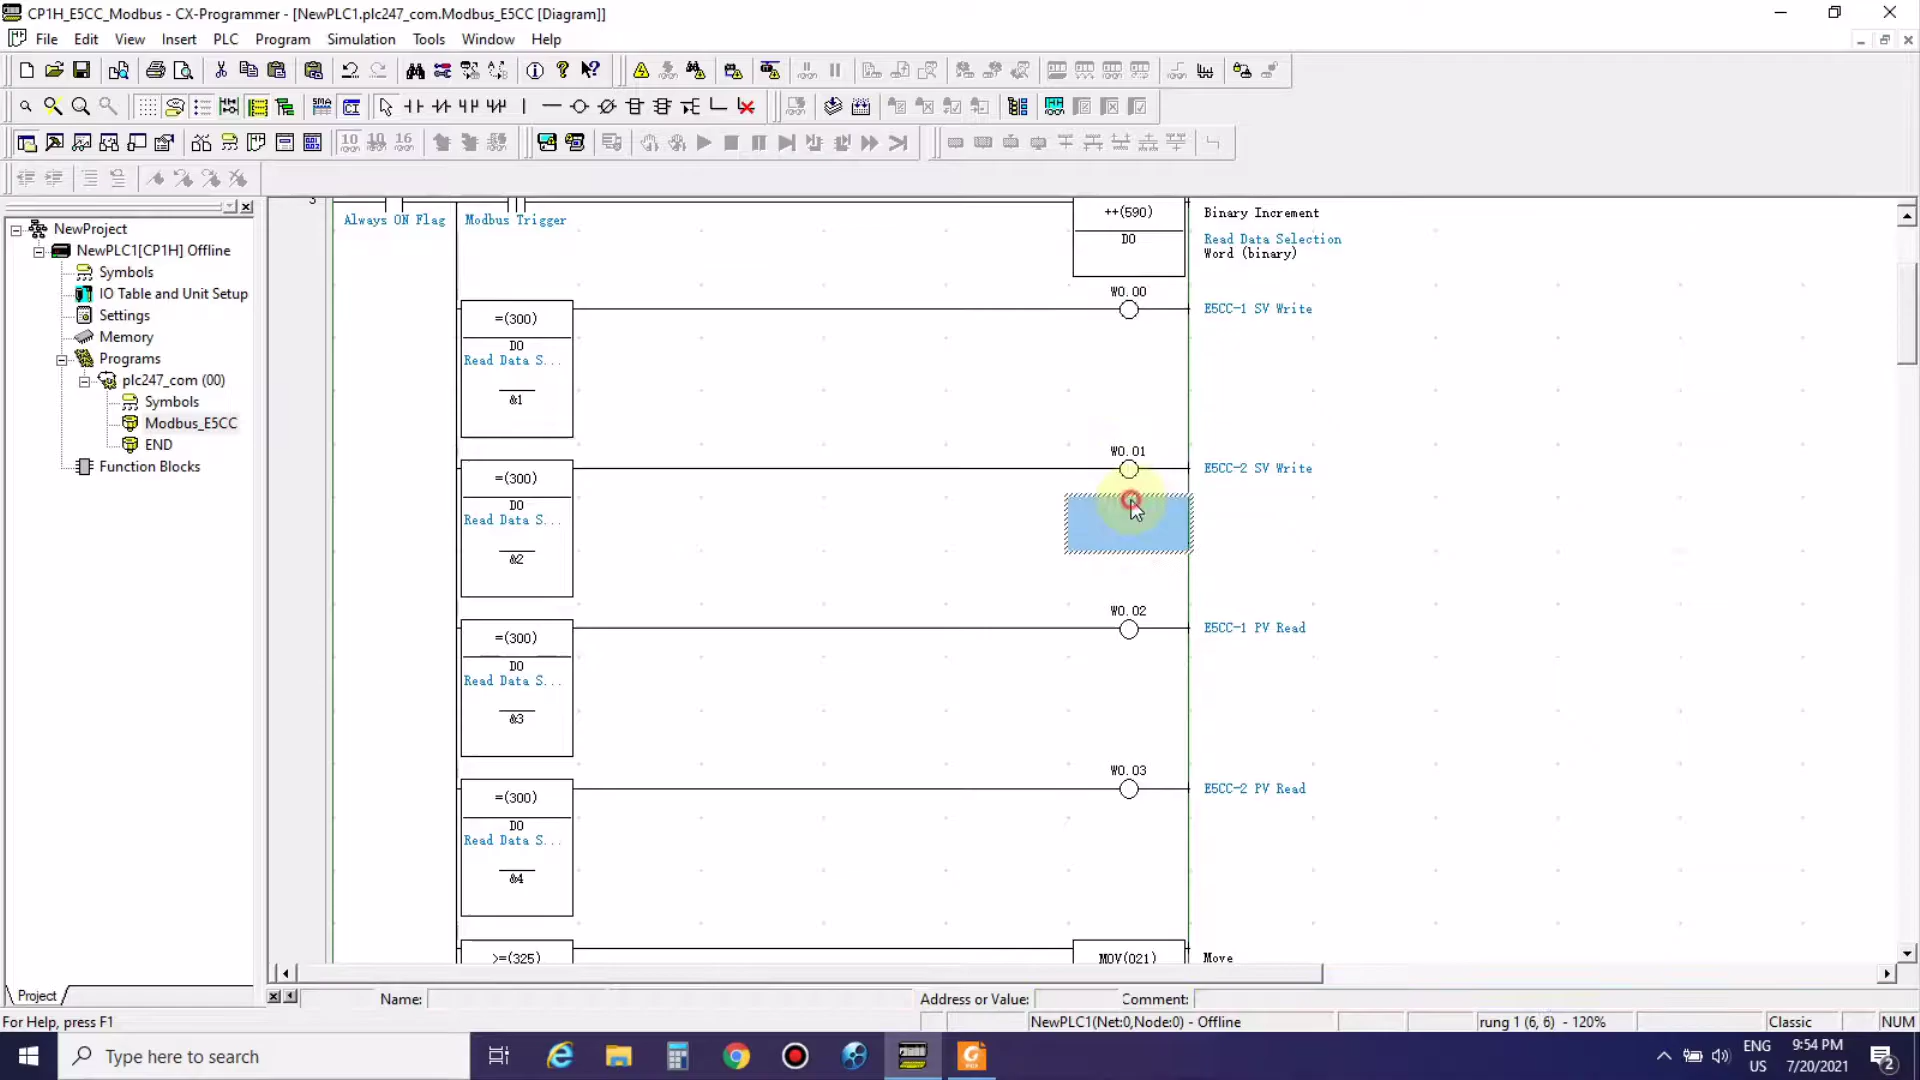 CP1H_E5CC_Modbus - CX-Programmer - [NewPLC1.plc247_com.Modbus_E5CC [Diagram]]
File Edit View Insert PLC Program Simulation Tools Window Help
SMA CT
10 10 16
NewProject
NewPLC1[CP1H] Offline
Symbols
IO Table and Unit Setup
Settings
Memory
Programs
plc247_com (00)
Symbols
Modbus_E5CC
END
Function Blocks
Project
3
Always ON Flag
Modbus Trigger
++(590)
D0
Binary Increment
Read Data Selection
Word (binary)
=(300)
D0
Read Data S...
&1
W0.00
E5CC-1 SV Write
=(300)
D0
Read Data S...
&2
W0.01
E5CC-2 SV Write
=(300)
D0
Read Data S...
&3
W0.02
E5CC-1 PV Read
=(300)
D0
Read Data S...
&4
W0.03
E5CC-2 PV Read
>=(325)
MOV(021)
Move
Name:
Address or Value:
Comment:
For Help, press F1
NewPLC1(Net:0,Node:0) - Offline
rung 1 (6, 6) - 120%
Classic
NUM
Type here to search
ENG
US
9:54 PM
7/20/2021
2